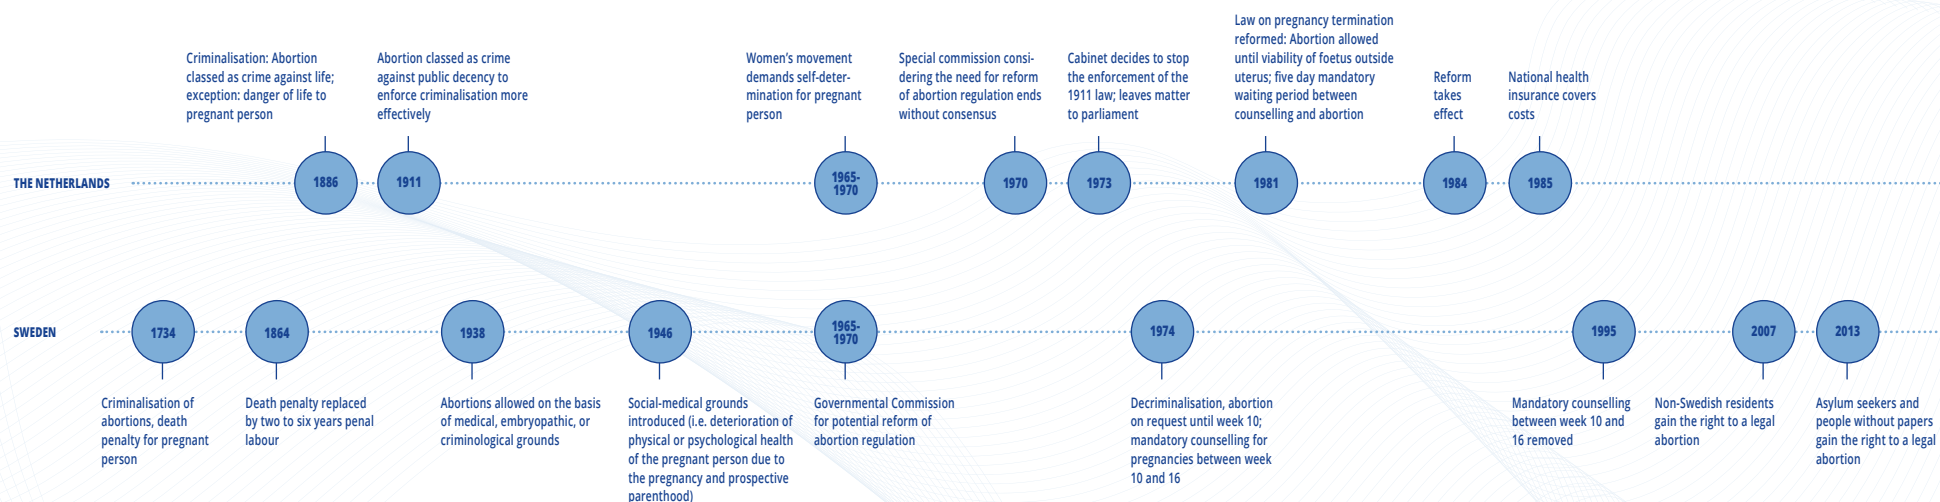 Criminalisation: Abortion
classed as crime against life;
exception: danger of life to
pregnant person
Abortion classed as crime
against public decency to
enforce criminalisation more
effectively
Women's movement
demands self-deter-
mination for pregnant
person
Special commission consi-
dering the need for reform
of abortion regulation ends
without consensus
Cabinet decides to stop
the enforcement of the
1911 law; leaves matter
to parliament
Law on pregnancy termination
reformed: Abortion allowed
until viability of foetus outside
uterus; five day mandatory
waiting period between
counselling and abortion
Reform
takes
effect
National health
insurance covers
costs
THE NETHERLANDS
1886
1911
1965-
1970
1970
1973
1981
1984
1985
SWEDEN
1734
1864
1938
1946
1965-
1970
1974
1995
2007
2013
Criminalisation of
abortions, death
penalty for pregnant
person
Death penalty replaced
by two to six years penal
labour
Abortions allowed on the basis
of medical, embryopathic, or
criminological grounds
Social-medical grounds
introduced (i.e. deterioration of
physical or psychological health
of the pregnant person due to
the pregnancy and prospective
parenthood)
Governmental Commission
for potential reform of
abortion regulation
Decriminalisation, abortion
on request until week 10;
mandatory counselling for
pregnancies between week
10 and 16
Mandatory counselling
between week 10 and
16 removed
Non-Swedish residents
gain the right to a legal
abortion
Asylum seekers and
people without papers
gain the right to a legal
abortion